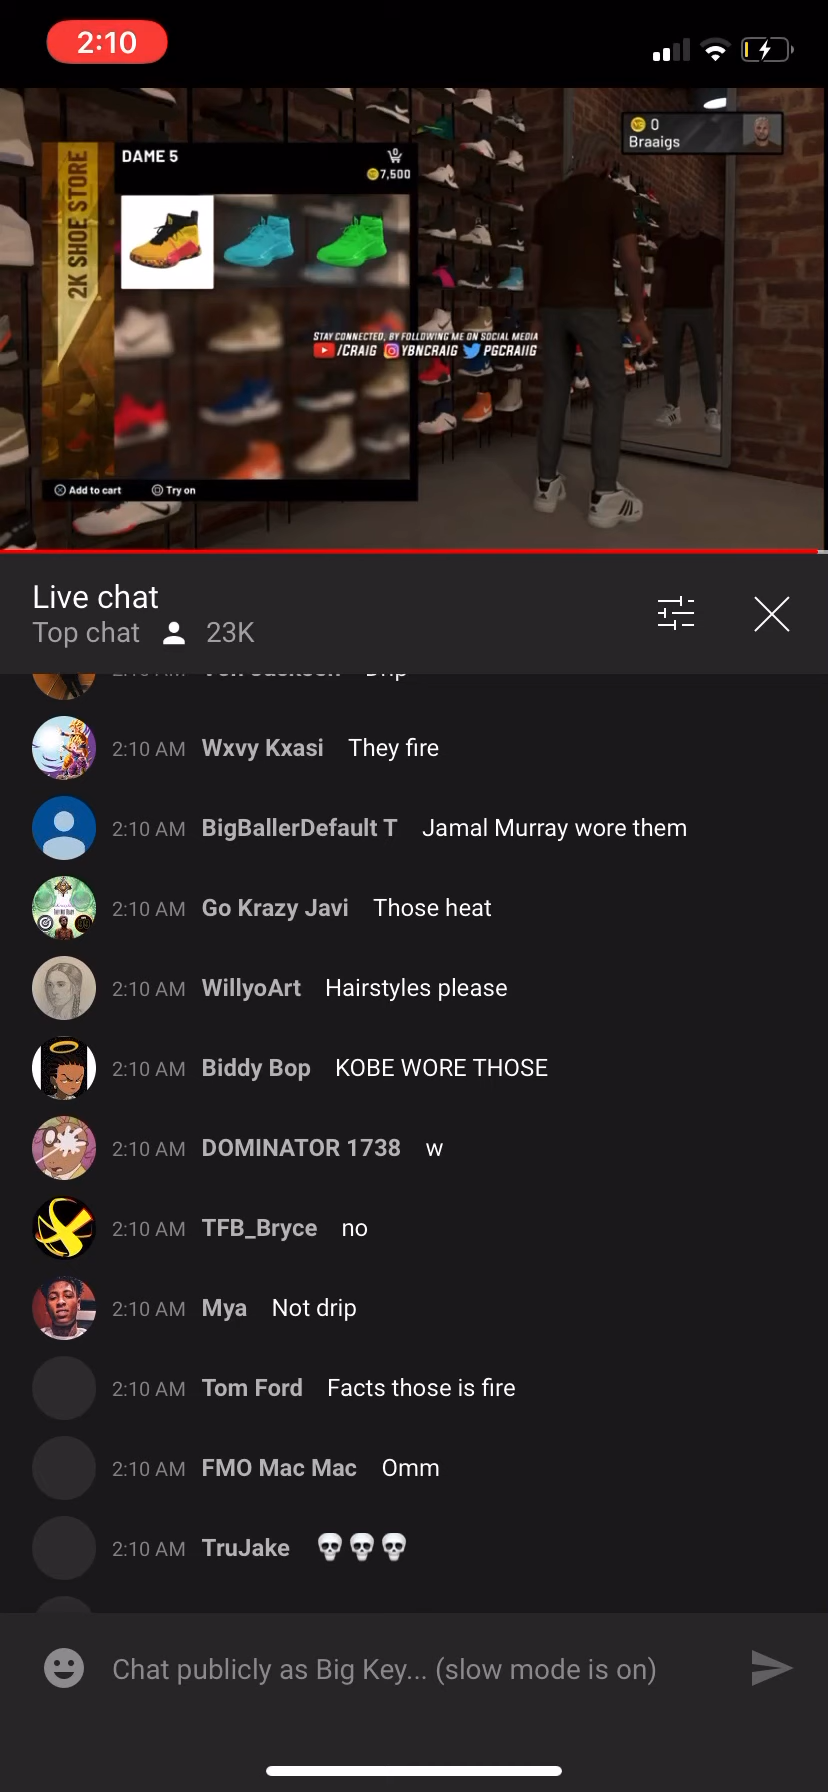 2:10
0
Braaigs
2K SHOE STORE
DAME 5
0
7,500
STAY CONNECTED, BY FOLLOWING ME ON SOCIAL MEDIA
/CRAIG YBNCRAIG PGCRAIIG
Add to cart Try on
Live chat
Top chat 23K
2:10 AM Drip
2:10 AM Wxvy Kxasi They fire
2:10 AM BigBallerDefault T Jamal Murray wore them
2:10 AM Go Krazy Javi Those heat
2:10 AM WillyoArt Hairstyles please
2:10 AM Biddy Bop KOBE WORE THOSE
2:10 AM DOMINATOR 1738 w
2:10 AM TFB_Bryce no
2:10 AM Mya Not drip
2:10 AM Tom Ford Facts those is fire
2:10 AM FMO Mac Mac Omm
2:10 AM TruJake 💀💀💀
Chat publicly as Big Key... (slow mode is on)